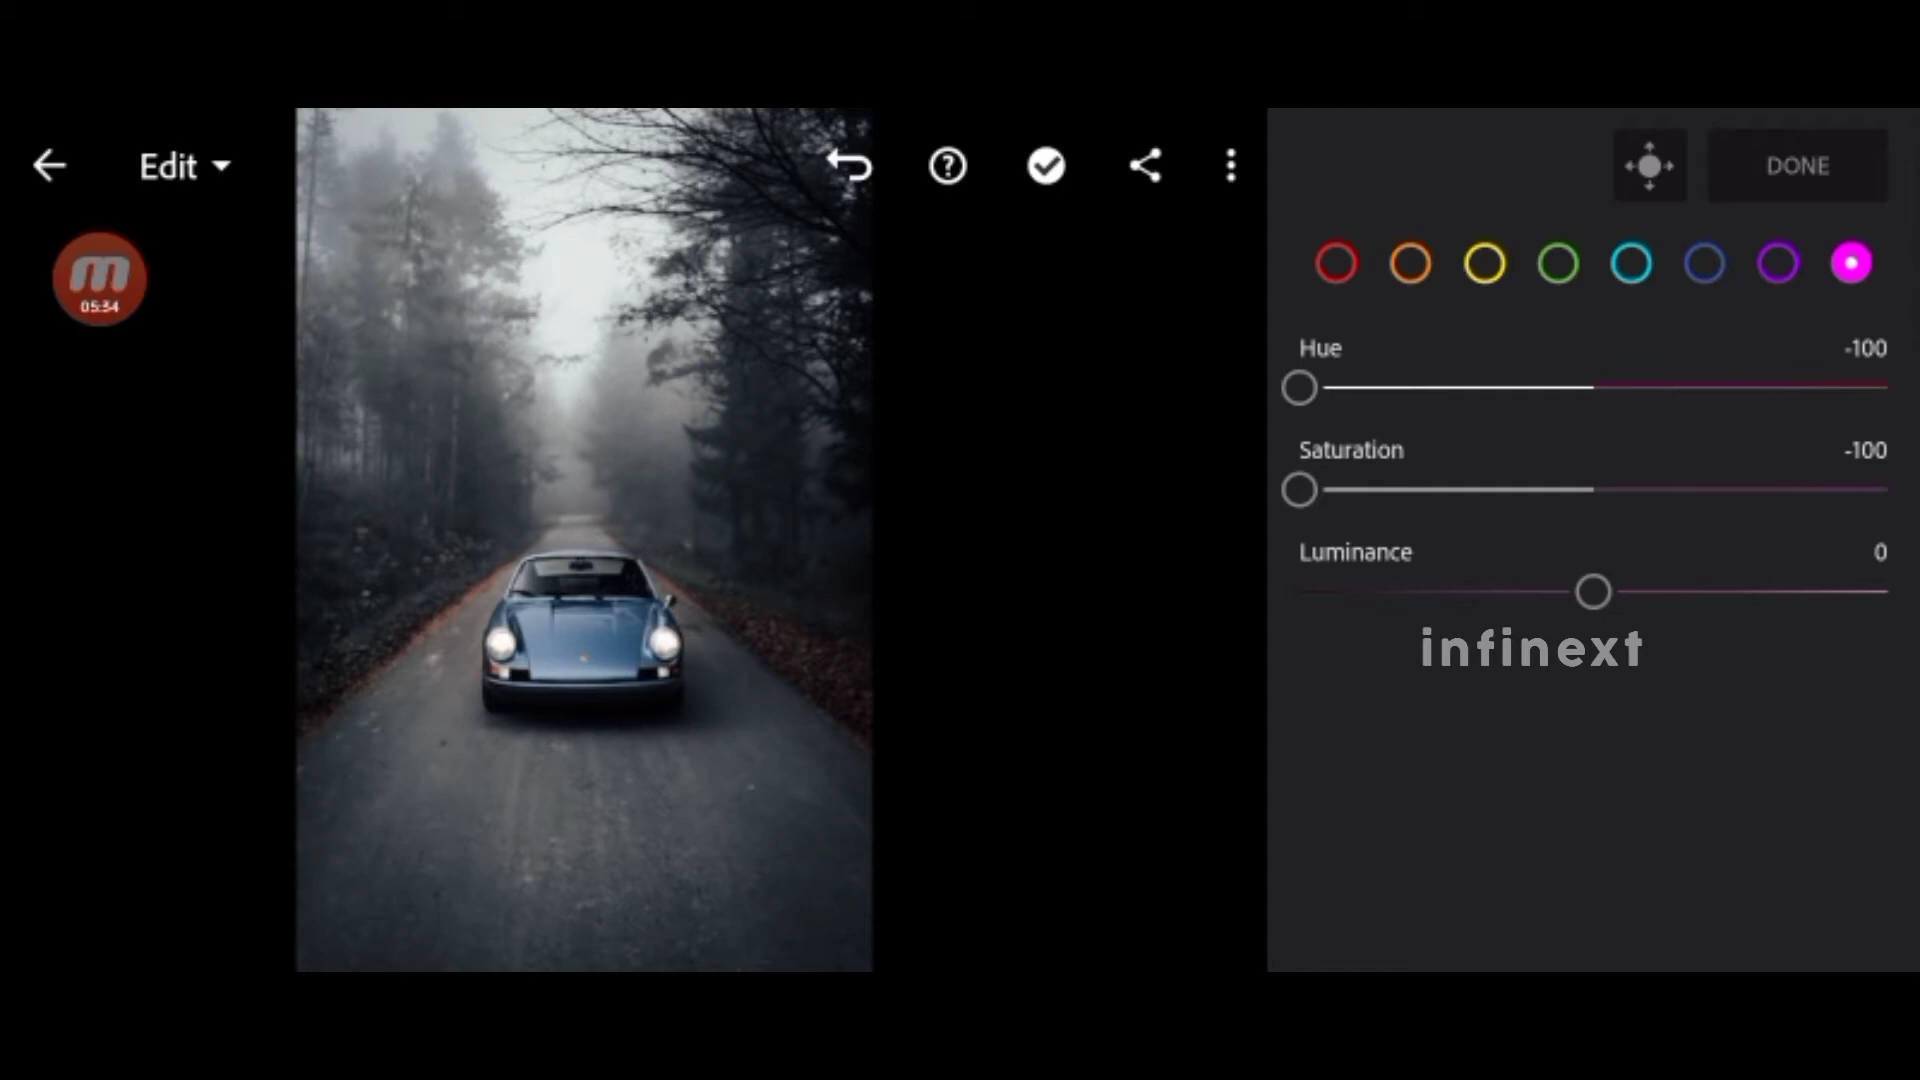 Edit
DONE
m
05:34
Hue -100
Saturation -100
Luminance 0
infinext